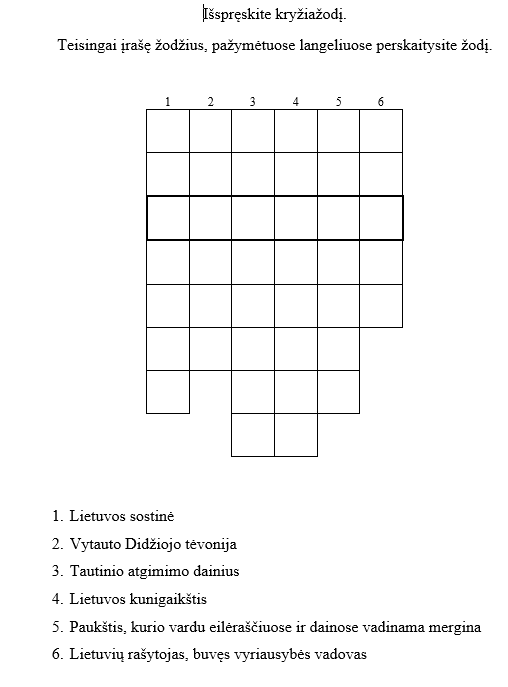 Išspręskite kryžiažodį.
Teisingai įrašę žodžius, pažymėtuose langeliuose perskaitysite žodį.
1 2 3 4 5 6
1. Lietuvos sostinė
2. Vytauto Didžiojo tėvonija
3. Tautinio atgimimo dainius
4. Lietuvos kunigaikštis
5. Paukštis, kurio vardu eilėraščiuose ir dainose vadinama mergina
6. Lietuvių rašytojas, buvęs vyriausybės vadovas